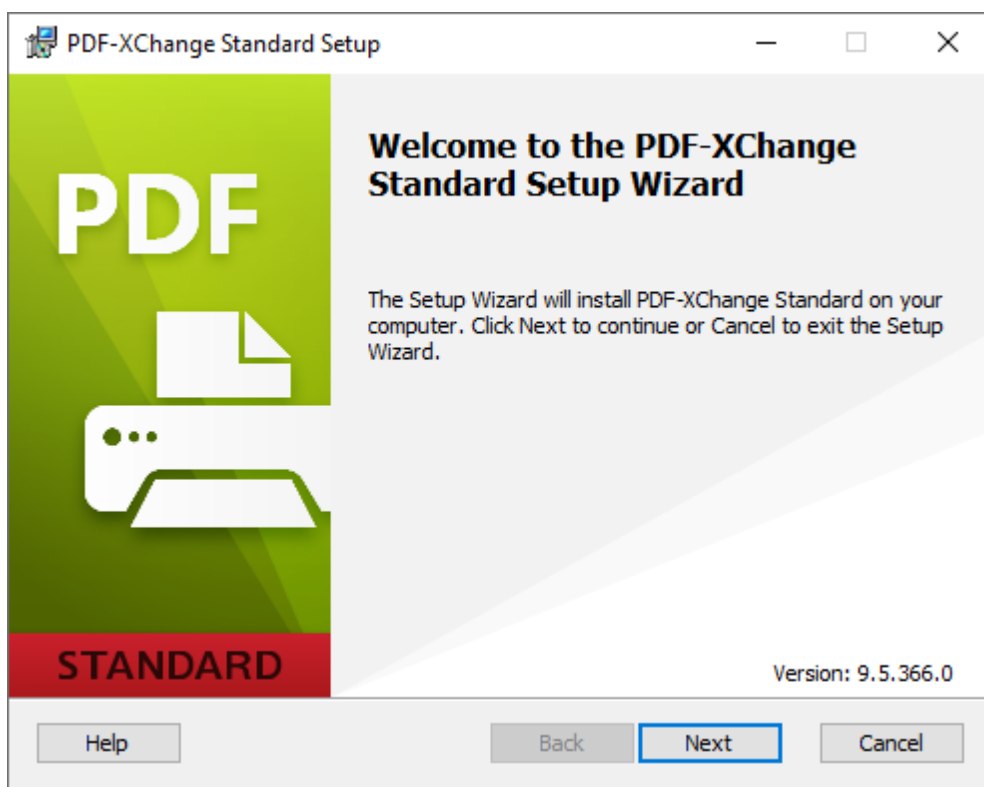 PDF-XChange Standard Setup
PDF
Welcome to the PDF-XChange
Standard Setup Wizard
The Setup Wizard will install PDF-XChange Standard on your
computer. Click Next to continue or Cancel to exit the Setup
Wizard.
STANDARD
Version: 9.5.366.0
Help
Back
Next
Cancel